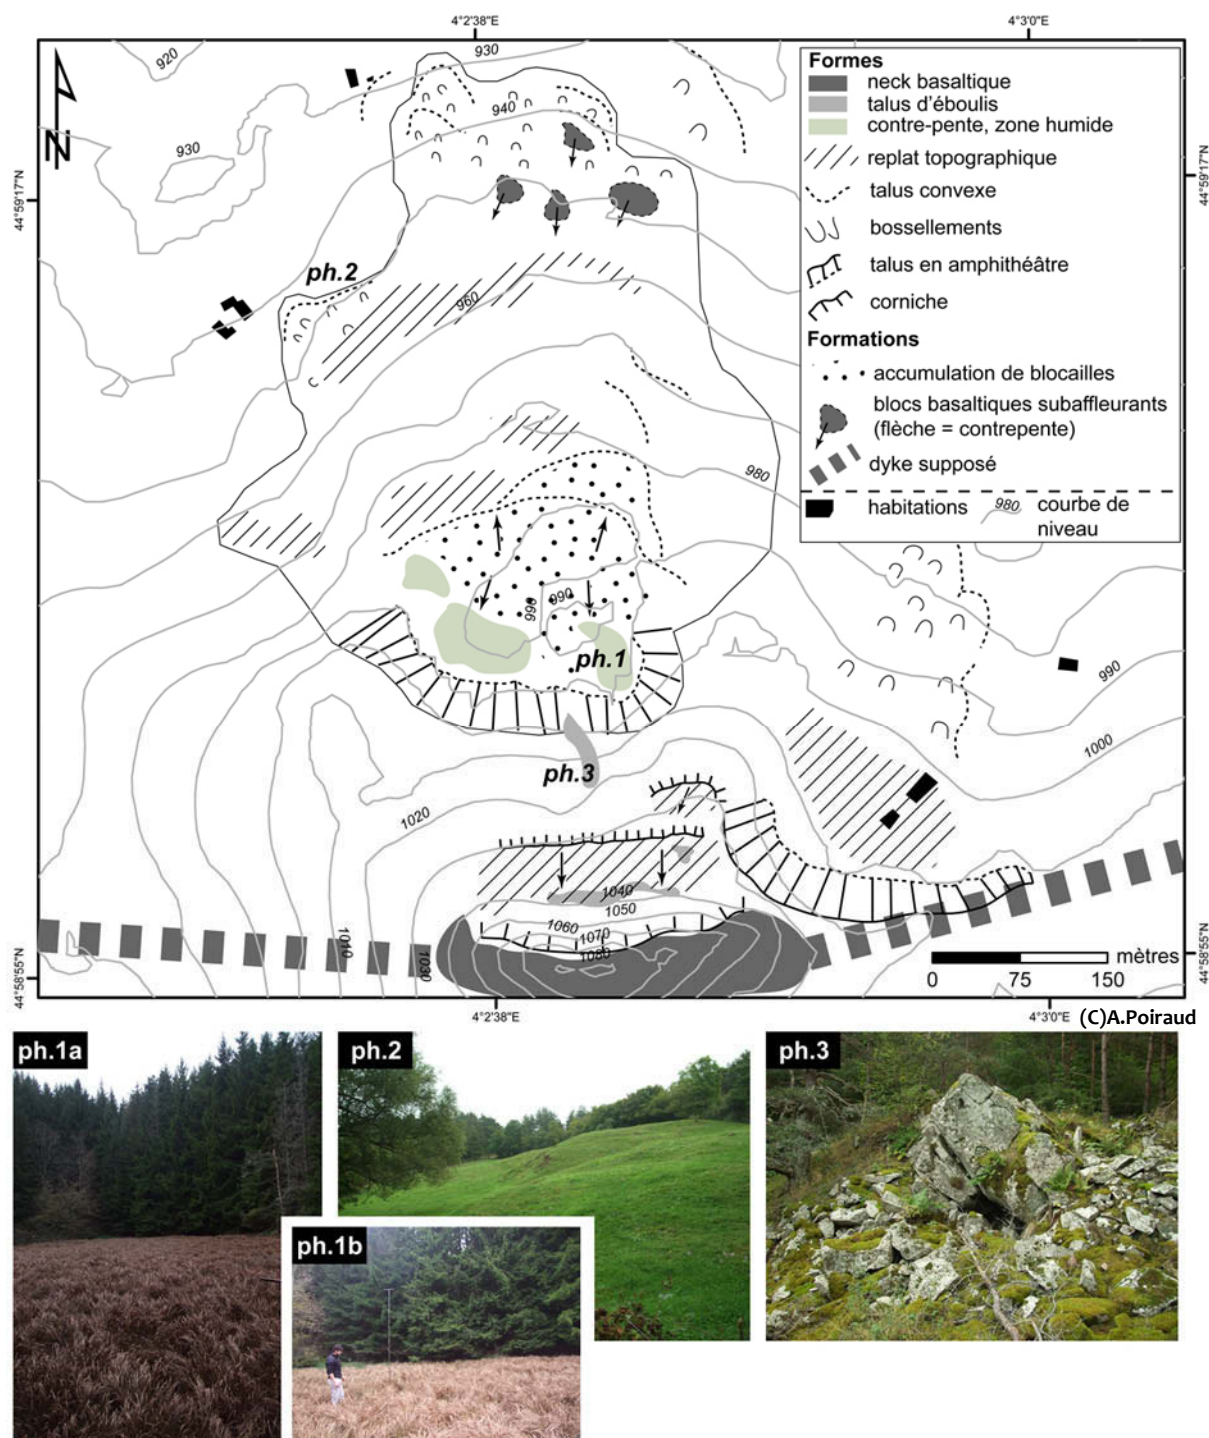 4°2'38"E
4°3'0"E
920
930
940
930
44°59'17"N
44°59'17"N
N
ph.2
960
980
990
990
ph.1
990
1000
ph.3
1020
1040
1050
1060
1070
1080
1010
1030
44°58'55"N
44°58'55"N
Formes
neck basaltique
talus d'éboulis
contre-pente, zone humide
replat topographique
talus convexe
bossellements
talus en amphithéâtre
corniche
Formations
accumulation de blocailles
blocs basaltiques subaffleurants
(flèche = contrepente)
dyke supposé
habitations
980
courbe de
niveau
mètres
0 75 150
4°2'38"E
4°3'0"E
(C)A.Poiraud
ph.1a
ph.2
ph.3
ph.1b